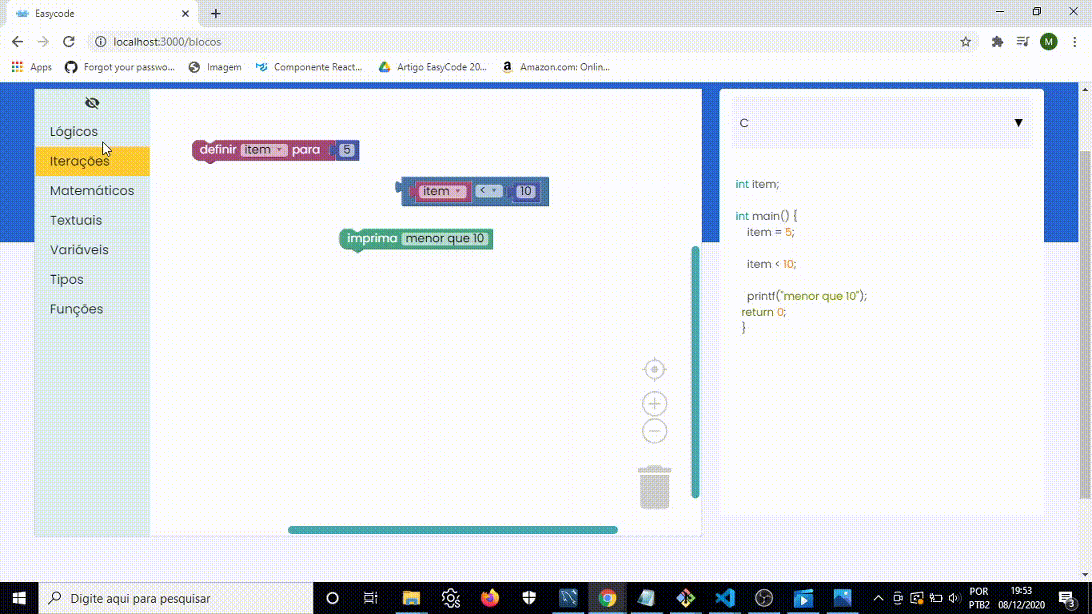 Easycode
localhost:3000/blocos
M
Apps
Forgot your passwo...
Imagem
Componente React...
Artigo EasyCode 20...
Amazon.com: Onlin...
Lógicos
Iterações
Matemáticos
Textuais
Variáveis
Tipos
Funções
definir item para 5
item < 10
imprima menor que 10
C
int item;
int main() {
item = 5;
item < 10;
printf("menor que 10");
return 0;
}
Digite aqui para pesquisar
POR
PTB2
19:53
08/12/2020
3